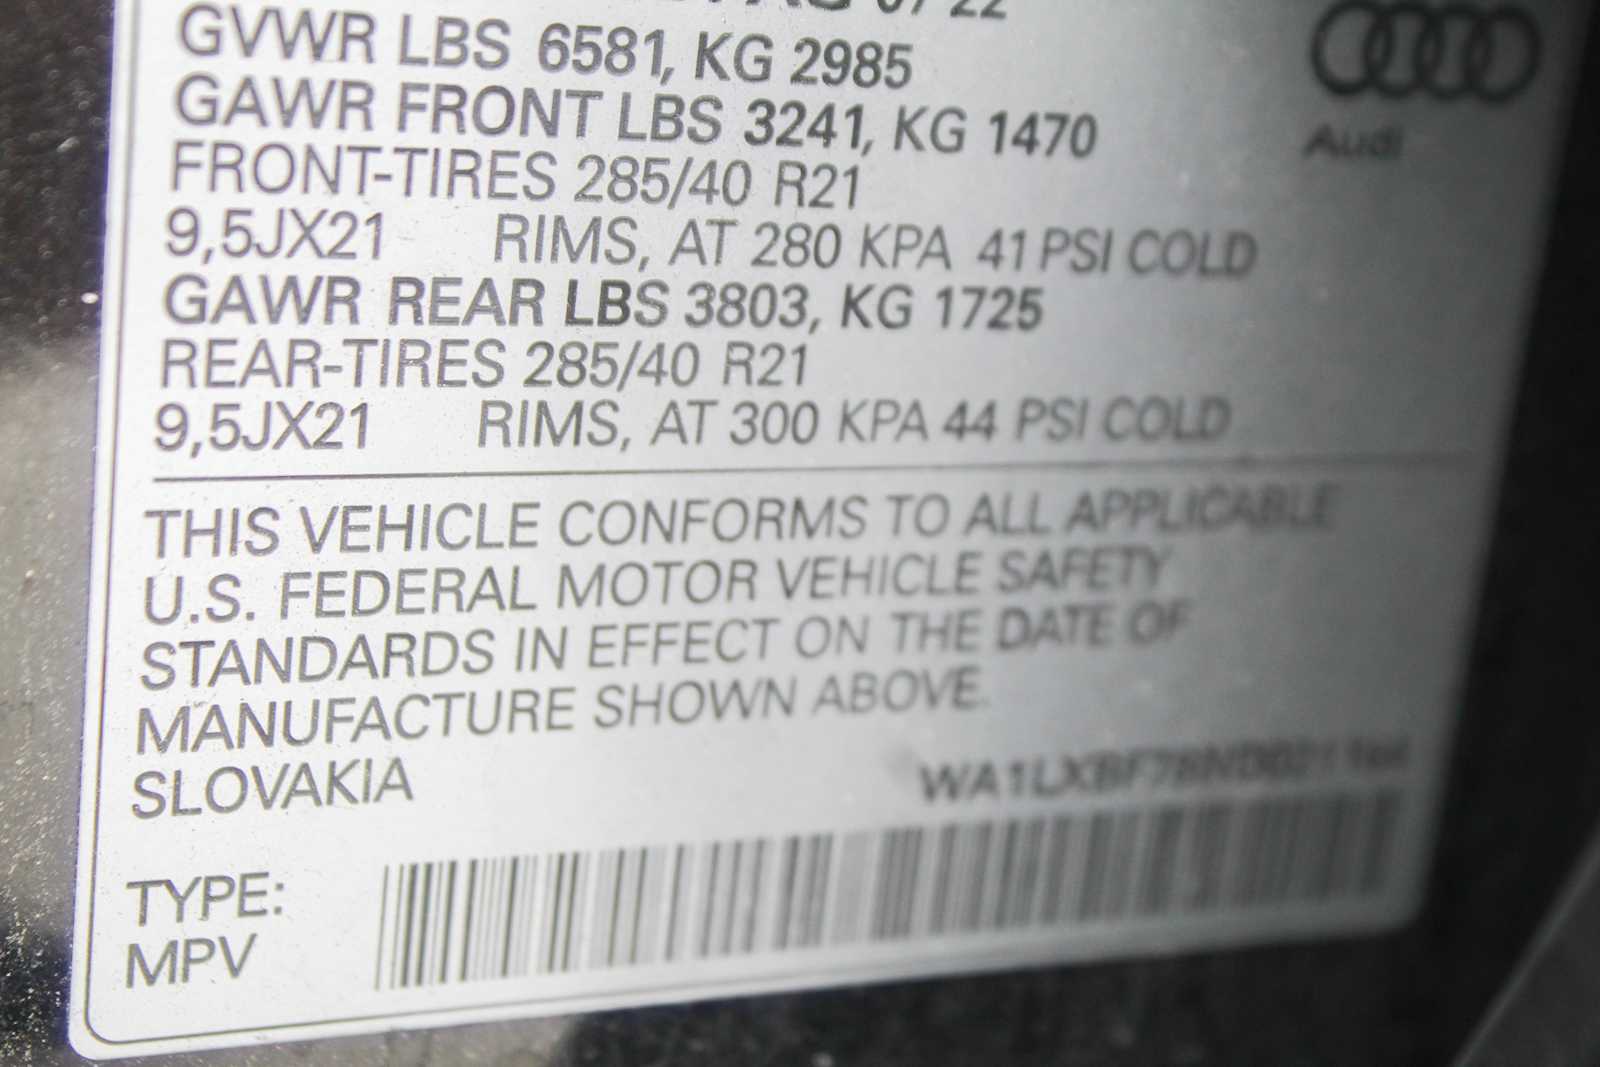 GVWR LBS 6581, KG 2985
GAWR FRONT LBS 3241, KG 1470
FRONT-TIRES 285/40 R21
9,5JX21 RIMS, AT 280 KPA 41 PSI COLD
GAWR REAR LBS 3803, KG 1725
REAR-TIRES 285/40 R21
9,5JX21 RIMS, AT 300 KPA 44 PSI COLD
Audi
THIS VEHICLE CONFORMS TO ALL APPLICABLE
U.S. FEDERAL MOTOR VEHICLE SAFETY
STANDARDS IN EFFECT ON THE DATE OF
MANUFACTURE SHOWN ABOVE.
SLOVAKIA
TYPE:
MPV